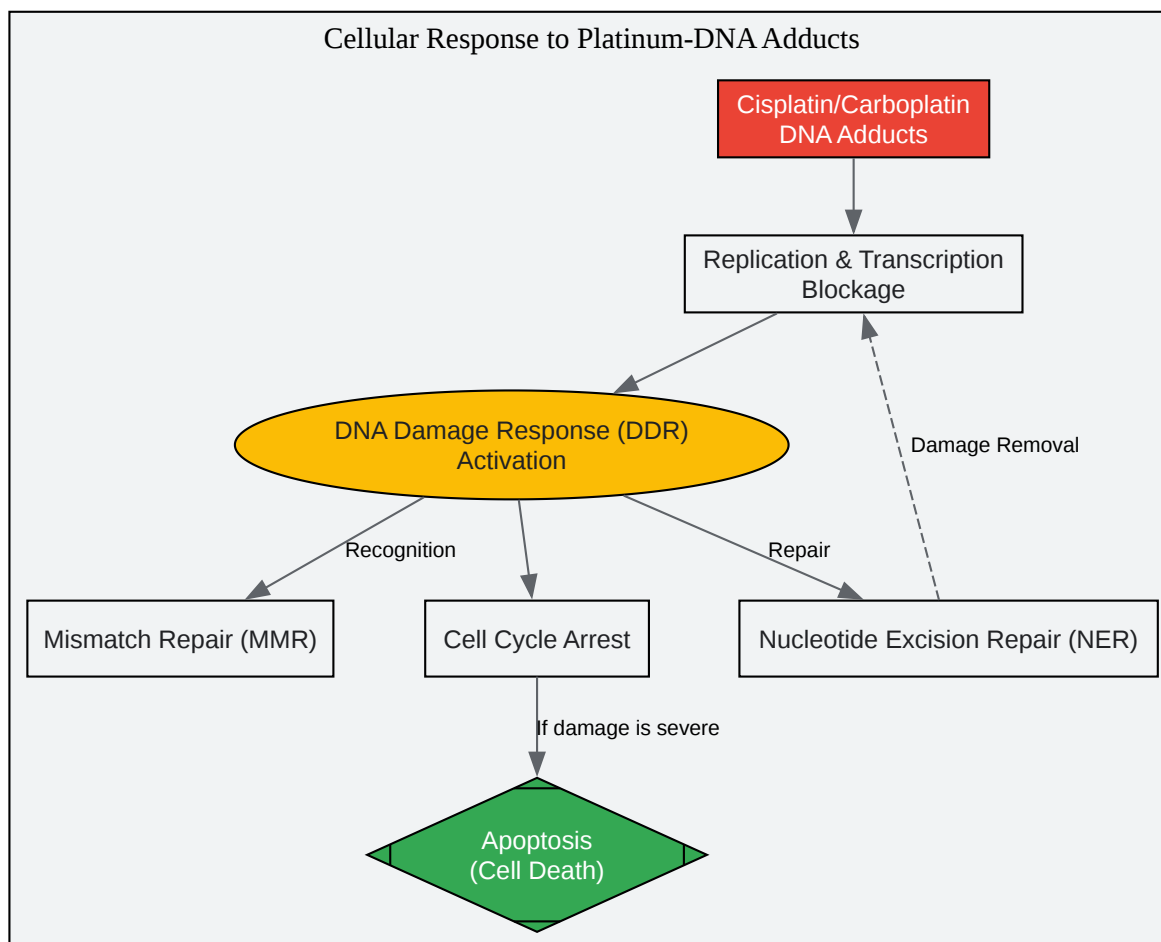 Cellular Response to Platinum-DNA Adducts
Cisplatin/Carboplatin
DNA Adducts
Replication & Transcription
Blockage
DNA Damage Response (DDR)
Activation
Damage Removal
Recognition
Repair
Mismatch Repair (MMR)
Cell Cycle Arrest
Nucleotide Excision Repair (NER)
If damage is severe
Apoptosis
(Cell Death)